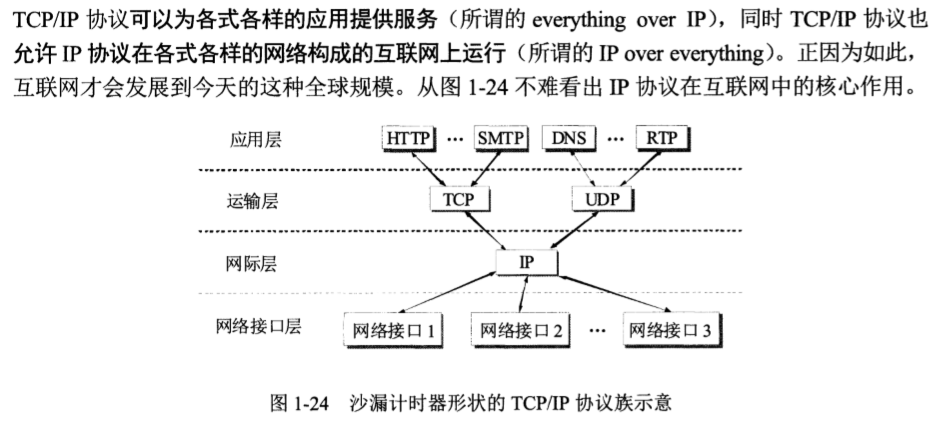 TCP/IP 协议可以为各式各样的应用提供服务（所谓的 everything over IP），同时 TCP/IP 协议也
允许 IP 协议在各式各样的网络构成的互联网上运行（所谓的 IP over everything）。正因为如此，
互联网才会发展到今天的这种全球规模。从图 1-24 不难看出 IP 协议在互联网中的核心作用。
应用层 HTTP … SMTP DNS … RTP
运输层 TCP UDP
网际层 IP
网络接口层 网络接口 1 网络接口 2 … 网络接口 3
图 1-24 沙漏计时器形状的 TCP/IP 协议族示意